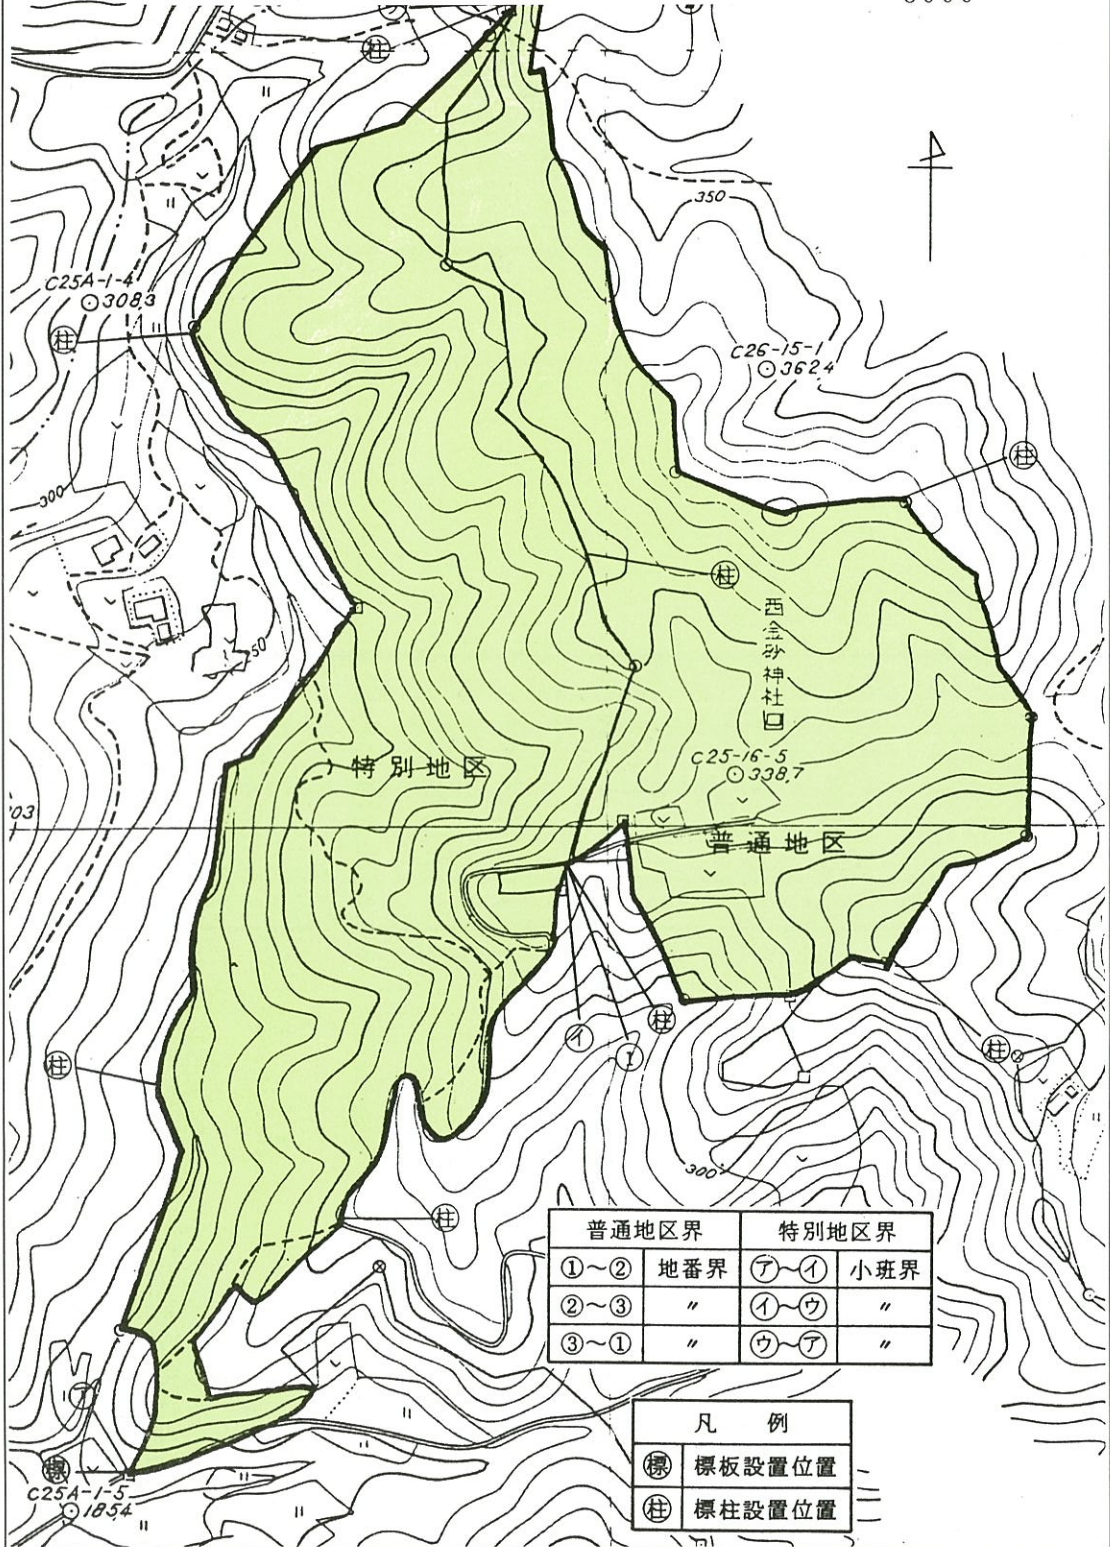 柱
350
C25A-1-4
308.3
柱
C26-15-1
362.4
柱
300
柱
西金砂神社
50
特別地区
C25-16-5
338.7
普通地区
柱
イ
1
柱
柱
300
柱
普通地区界 特別地区界
①～② 地番界 ㋐～㋑ 小班界
②～③ 〃 ㋑～㋒ 〃
③～① 〃 ㋒～㋐ 〃
ア
凡例
標 標板設置位置
柱 標柱設置位置
標
C25A-1-5
185.4